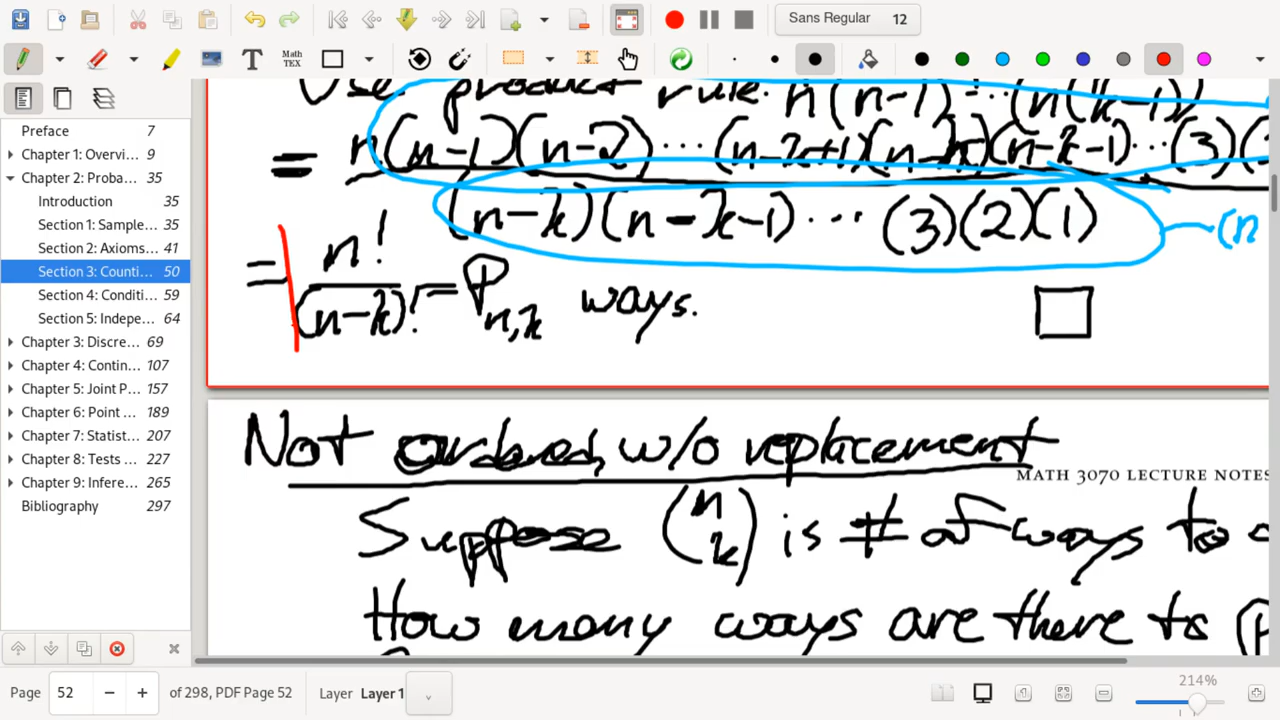 Sans Regular 12
Math TEX
Preface 7
Chapter 1: Overvi... 9
Chapter 2: Proba... 35
Introduction 35
Section 1: Sample... 35
Section 2: Axioms... 41
Section 3: Counti... 50
Section 4: Conditi... 59
Section 5: Indepe... 64
Chapter 3: Discre... 69
Chapter 4: Contin... 107
Chapter 5: Joint P... 157
Chapter 6: Point ... 189
Chapter 7: Statist... 207
Chapter 8: Tests ... 227
Chapter 9: Infere... 265
Bibliography 297
Use product rule: n(n-1)...(n(k-1))
= n(n-1)(n-2)...(n-k+1)(n-k)(n-k-1)...(3)(
(n-k)(n-k-1)...(3)(2)(1) (n
= n!/(n-k)! = P n,k ways.
Not ordered, w/o replacement
MATH 3070 LECTURE NOTES
Suppose (n k) is # of ways to
How many ways are there to
Page 52 of 298, PDF Page 52 Layer Layer 1 214%